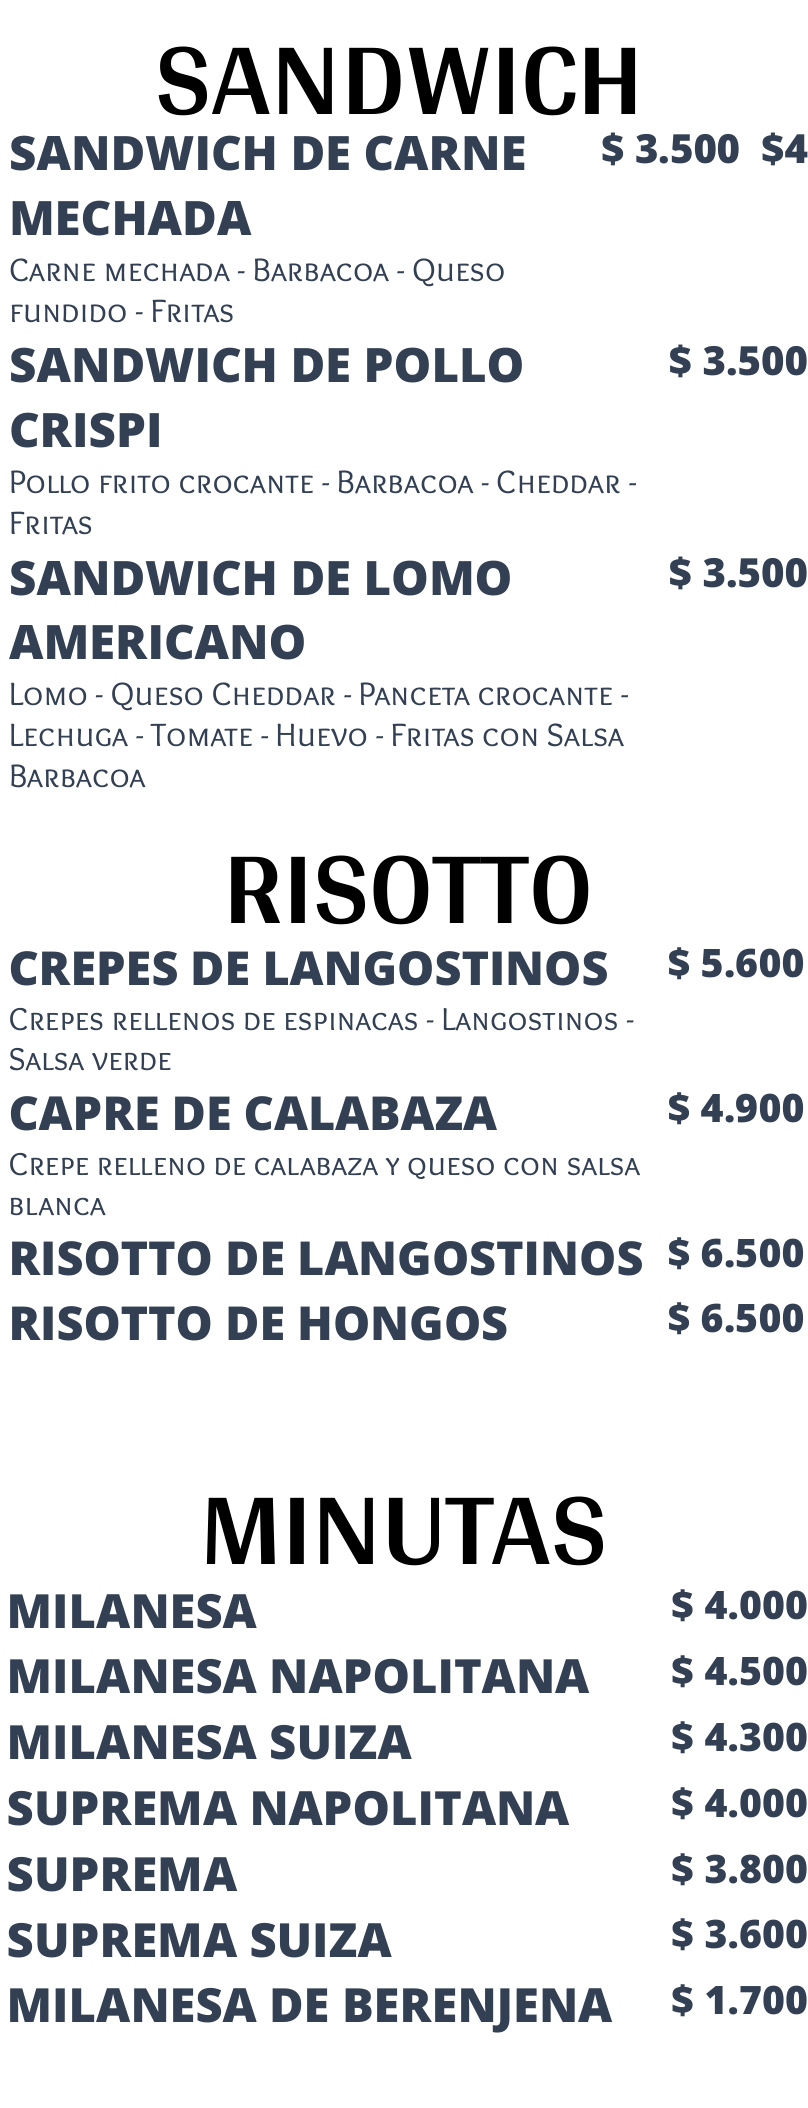 SANDWICH
SANDWICH DE CARNE $ 3.500 $4
MECHADA
Carne mechada - Barbacoa - Queso
fundido - Fritas
SANDWICH DE POLLO $ 3.500
CRISPI
Pollo frito crocante - Barbacoa - Cheddar -
Fritas
SANDWICH DE LOMO $ 3.500
AMERICANO
Lomo - Queso Cheddar - Panceta crocante -
Lechuga - Tomate - Huevo - Fritas con Salsa
Barbacoa
RISOTTO
CREPES DE LANGOSTINOS $ 5.600
Crepes rellenos de espinacas - Langostinos -
Salsa verde
CAPRE DE CALABAZA $ 4.900
Crepe relleno de calabaza y queso con salsa
blanca
RISOTTO DE LANGOSTINOS $ 6.500
RISOTTO DE HONGOS $ 6.500
MINUTAS
MILANESA $ 4.000
MILANESA NAPOLITANA $ 4.500
MILANESA SUIZA $ 4.300
SUPREMA NAPOLITANA $ 4.000
SUPREMA $ 3.800
SUPREMA SUIZA $ 3.600
MILANESA DE BERENJENA $ 1.700